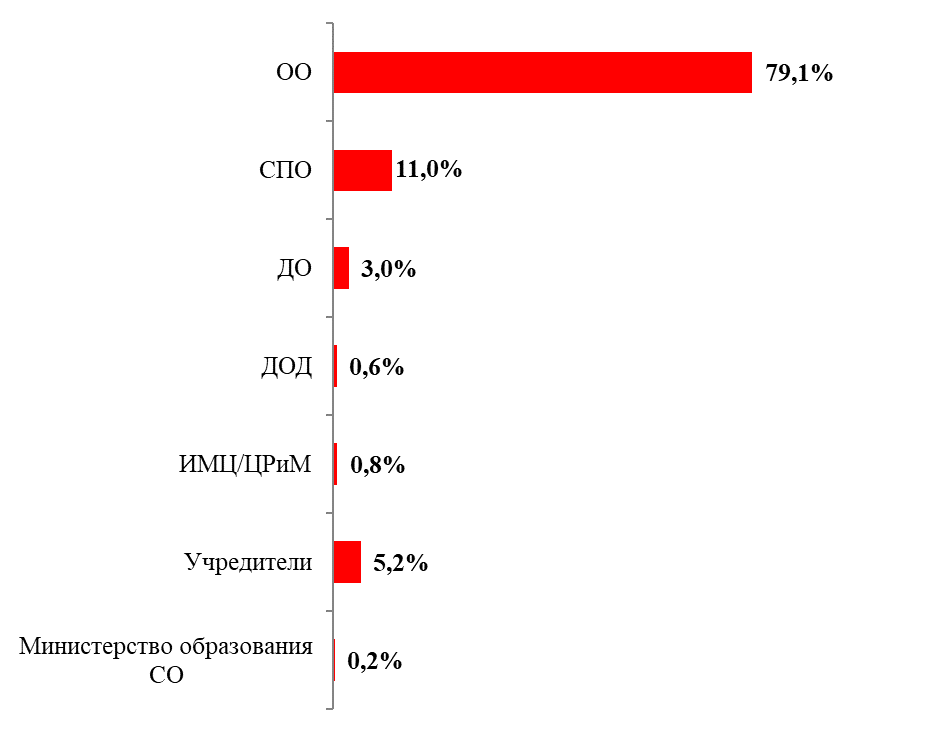 ОО
79,1%
СПО
11,0%
ДО
3,0%
ДОД
0,6%
ИМЦ/ЦРиМ
0,8%
Учредители
5,2%
Министерство образования
СО
0,2%